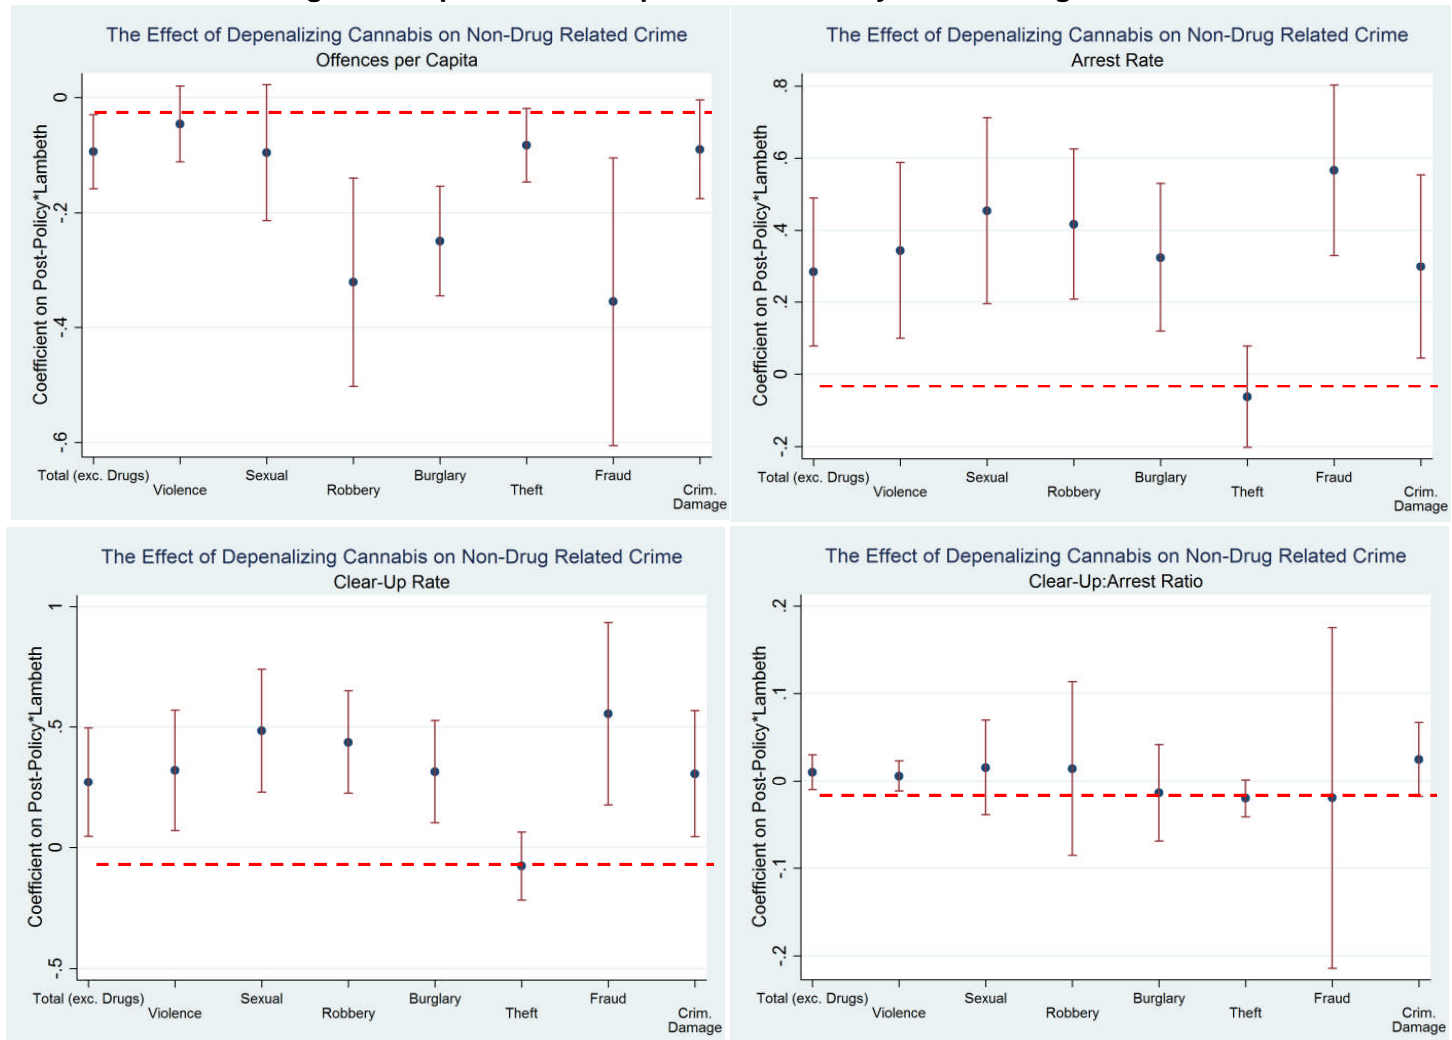 The Effect of Depenalizing Cannabis on Non-Drug Related Crime
Offences per Capita
Coefficient on Post-Policy*Lambeth
0
-.2
-.4
-.6
Total (exc. Drugs)
Violence
Sexual
Robbery
Burglary
Theft
Fraud
Crim.
Damage
The Effect of Depenalizing Cannabis on Non-Drug Related Crime
Arrest Rate
Coefficient on Post-Policy*Lambeth
.8
.6
.4
.2
0
-.2
Total (exc. Drugs)
Violence
Sexual
Robbery
Burglary
Theft
Fraud
Crim.
Damage
The Effect of Depenalizing Cannabis on Non-Drug Related Crime
Clear-Up Rate
Coefficient on Post-Policy*Lambeth
1
.5
0
-.5
Total (exc. Drugs)
Violence
Sexual
Robbery
Burglary
Theft
Fraud
Crim.
Damage
The Effect of Depenalizing Cannabis on Non-Drug Related Crime
Clear-Up:Arrest Ratio
Coefficient on Post-Policy*Lambeth
.2
.1
0
-.1
-.2
Total (exc. Drugs)
Violence
Sexual
Robbery
Burglary
Theft
Fraud
Crim.
Damage